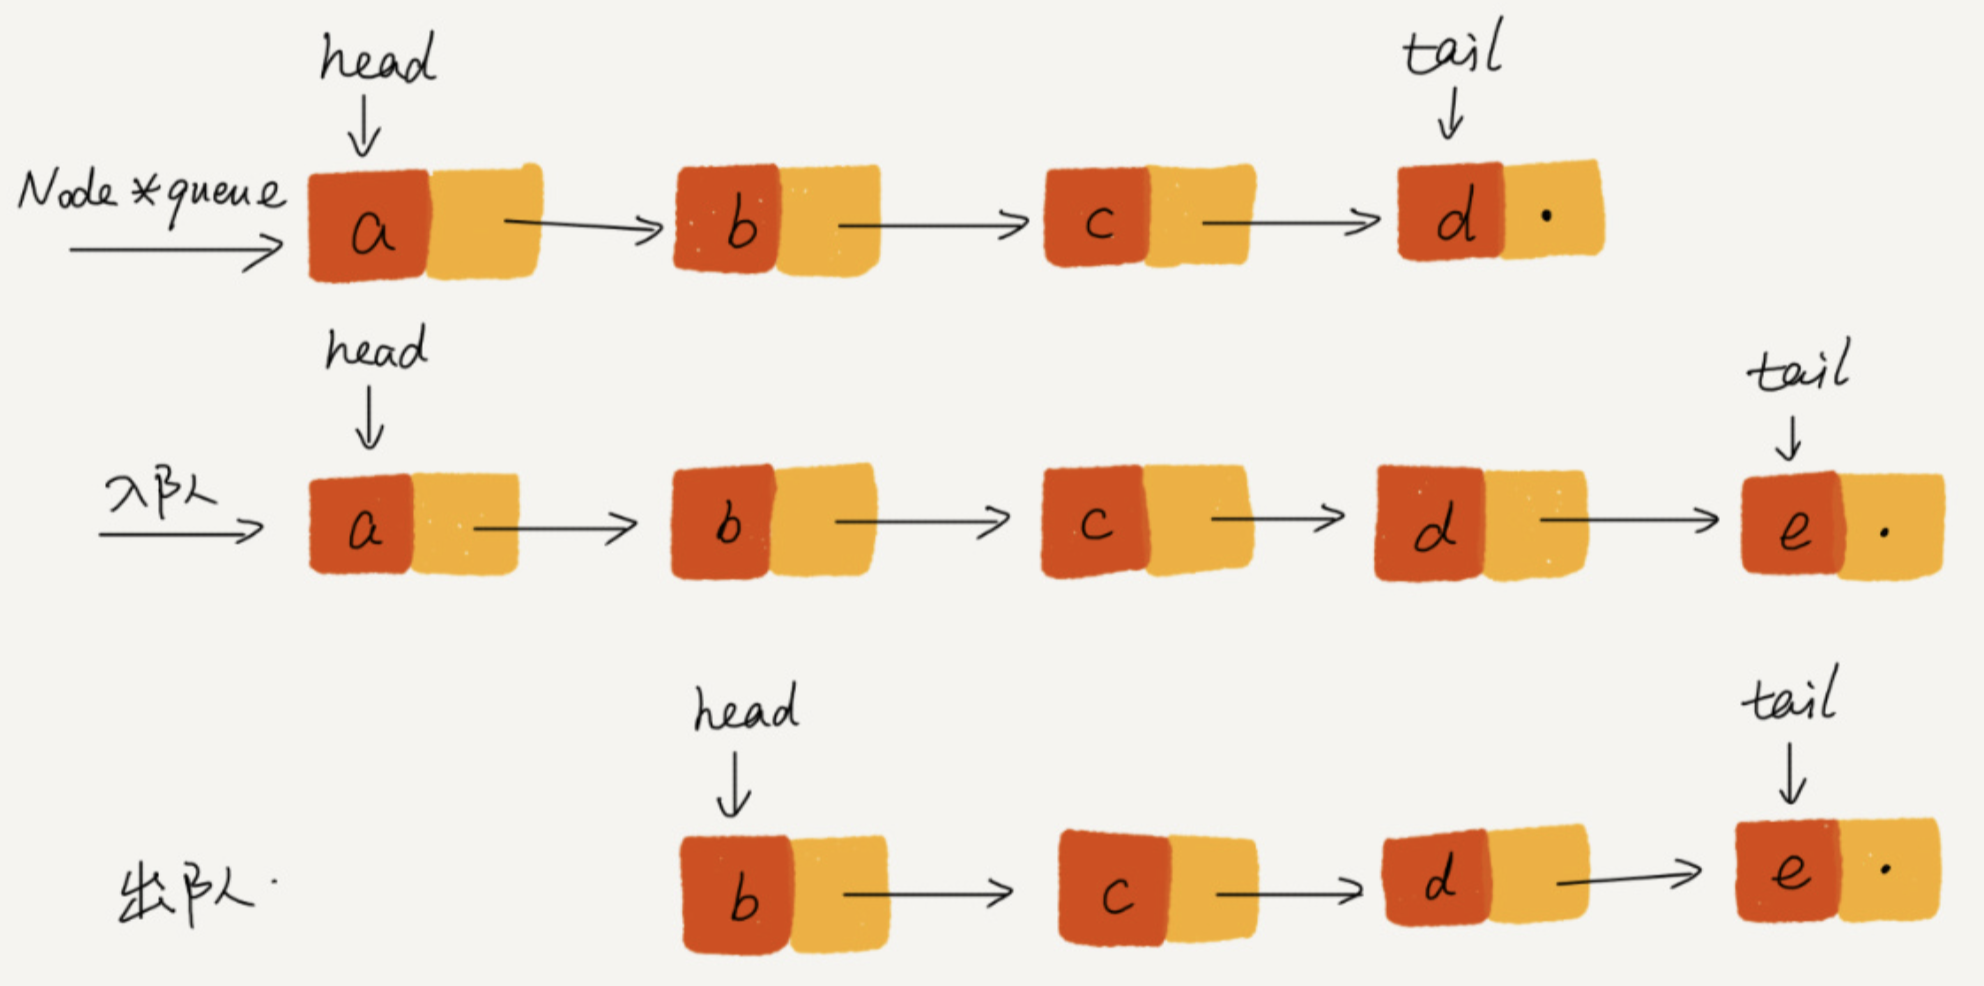 head tail
Node *queue a b c d
head tail
入队 a b c d e
head tail
出队 b c d e